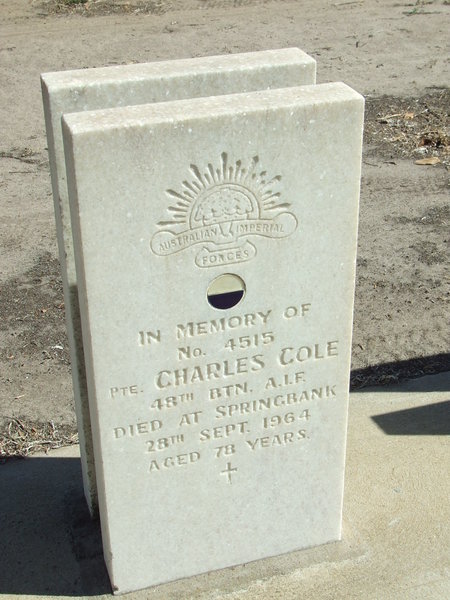 AUSTRALIAN IMPERIAL
FORCES
IN MEMORY OF
No. 4515
PTE. CHARLES COLE
48TH BTN. A.I.F.
DIED AT SPRINGBANK
28TH SEPT. 1964
AGED 78 YEARS.